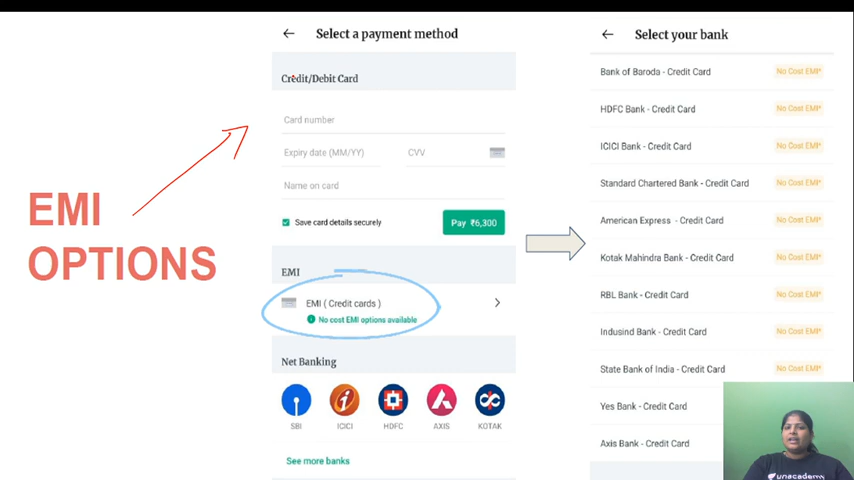 EMI
OPTIONS
Select a payment method
Credit/Debit Card
Card number
Expiry date (MM/YY) CVV
Name on card
Save card details securely
Pay ₹6,300
EMI
EMI ( Credit cards )
No cost EMI options available
Net Banking
SBI ICICI HDFC AXIS KOTAK
See more banks
Select your bank
Bank of Baroda - Credit Card No Cost EMI*
HDFC Bank - Credit Card No Cost EMI*
ICICI Bank - Credit Card No Cost EMI*
Standard Chartered Bank - Credit Card No Cost EMI*
American Express - Credit Card No Cost EMI*
Kotak Mahindra Bank - Credit Card No Cost EMI*
RBL Bank - Credit Card No Cost EMI*
Indusind Bank - Credit Card No Cost EMI*
State Bank of India - Credit Card No Cost EMI*
Yes Bank - Credit Card
Axis Bank - Credit Card
unacademy